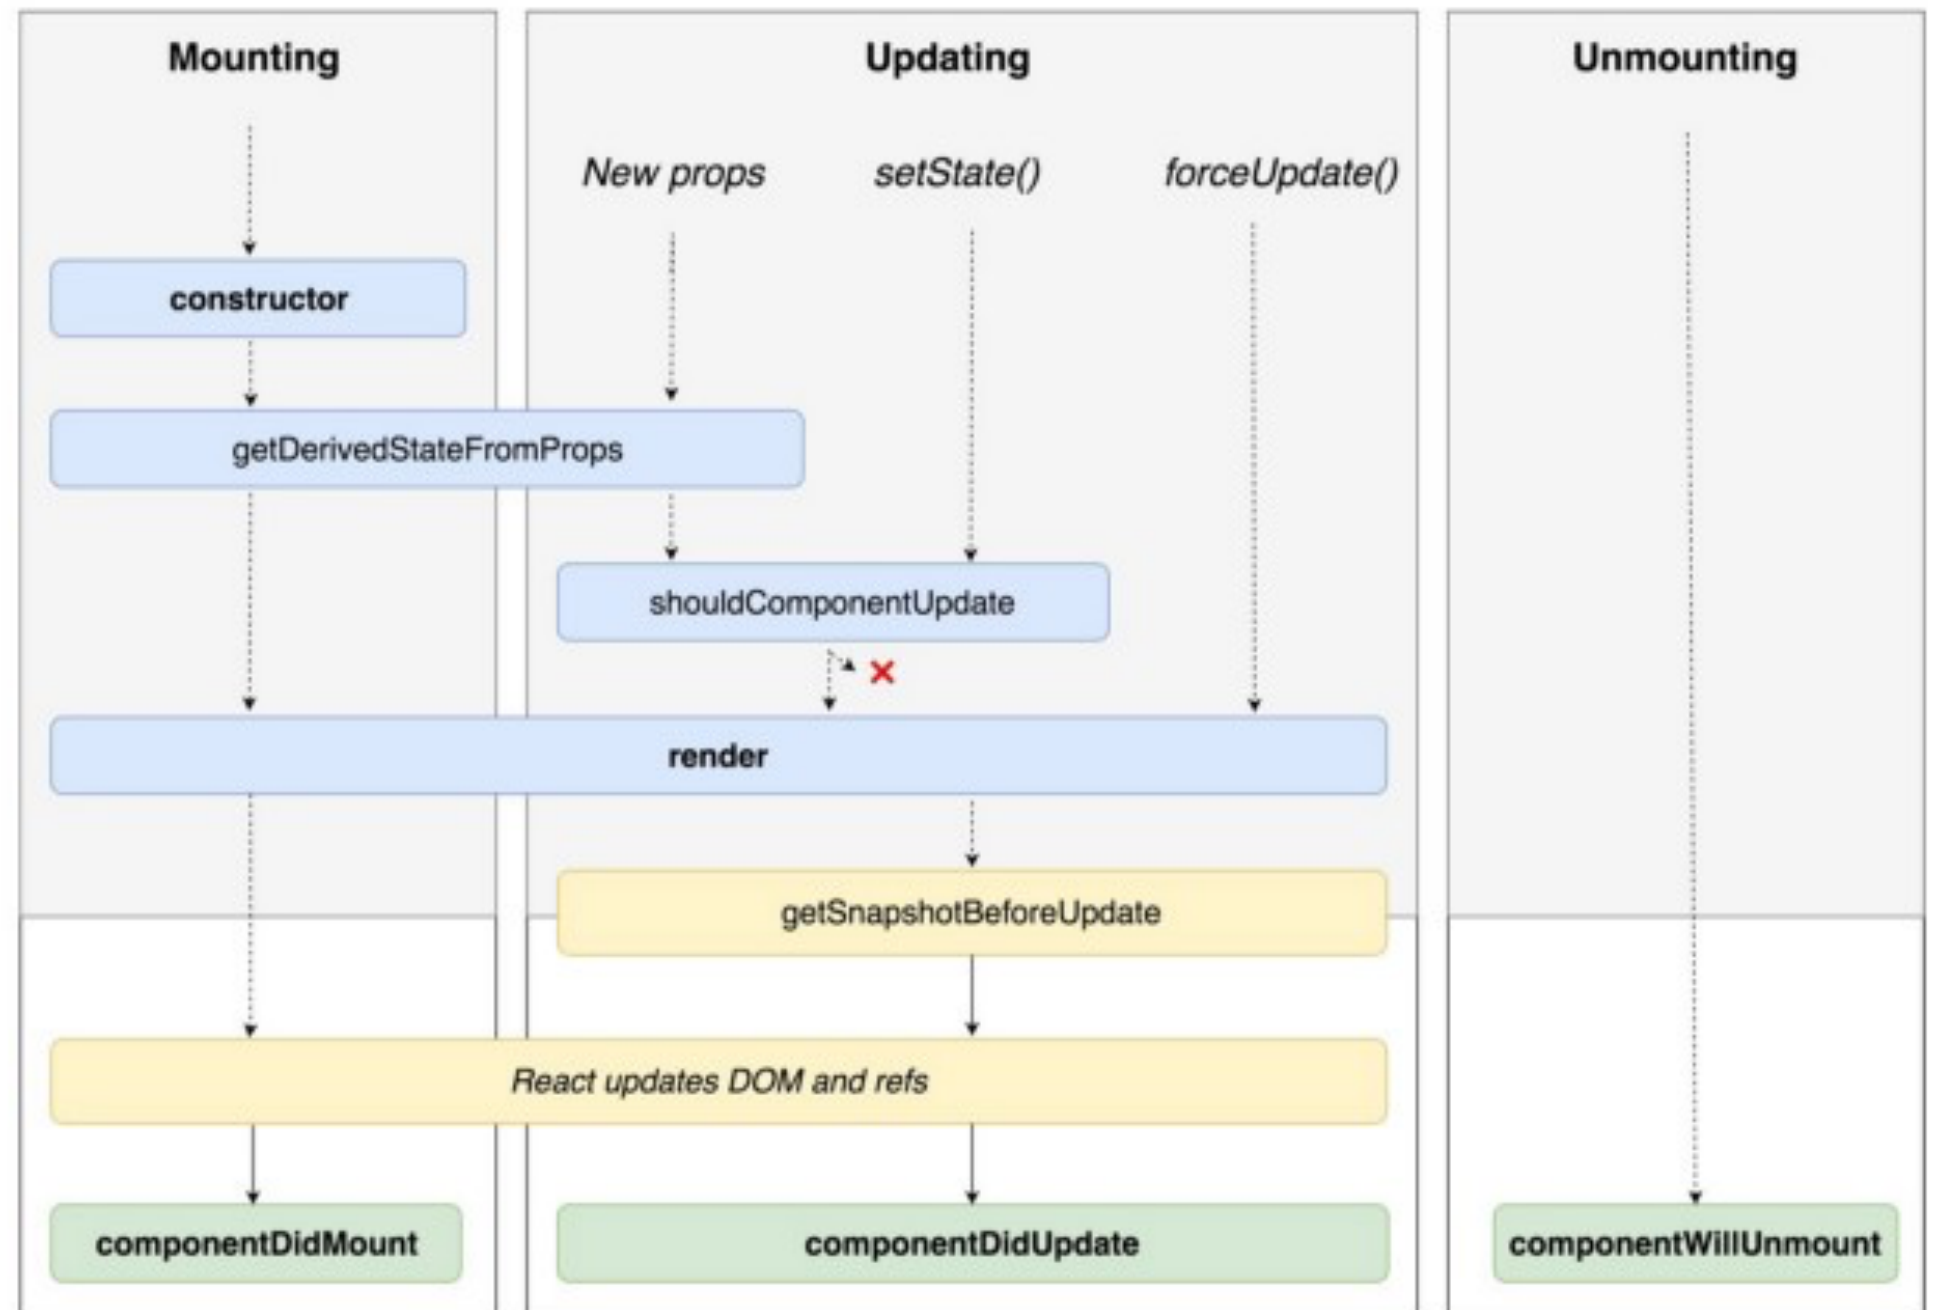 Mounting
Updating
Unmounting
New props
setState()
forceUpdate()
constructor
getDerivedStateFromProps
shouldComponentUpdate
render
getSnapshotBeforeUpdate
React updates DOM and refs
componentDidMount
componentDidUpdate
componentWillUnmount